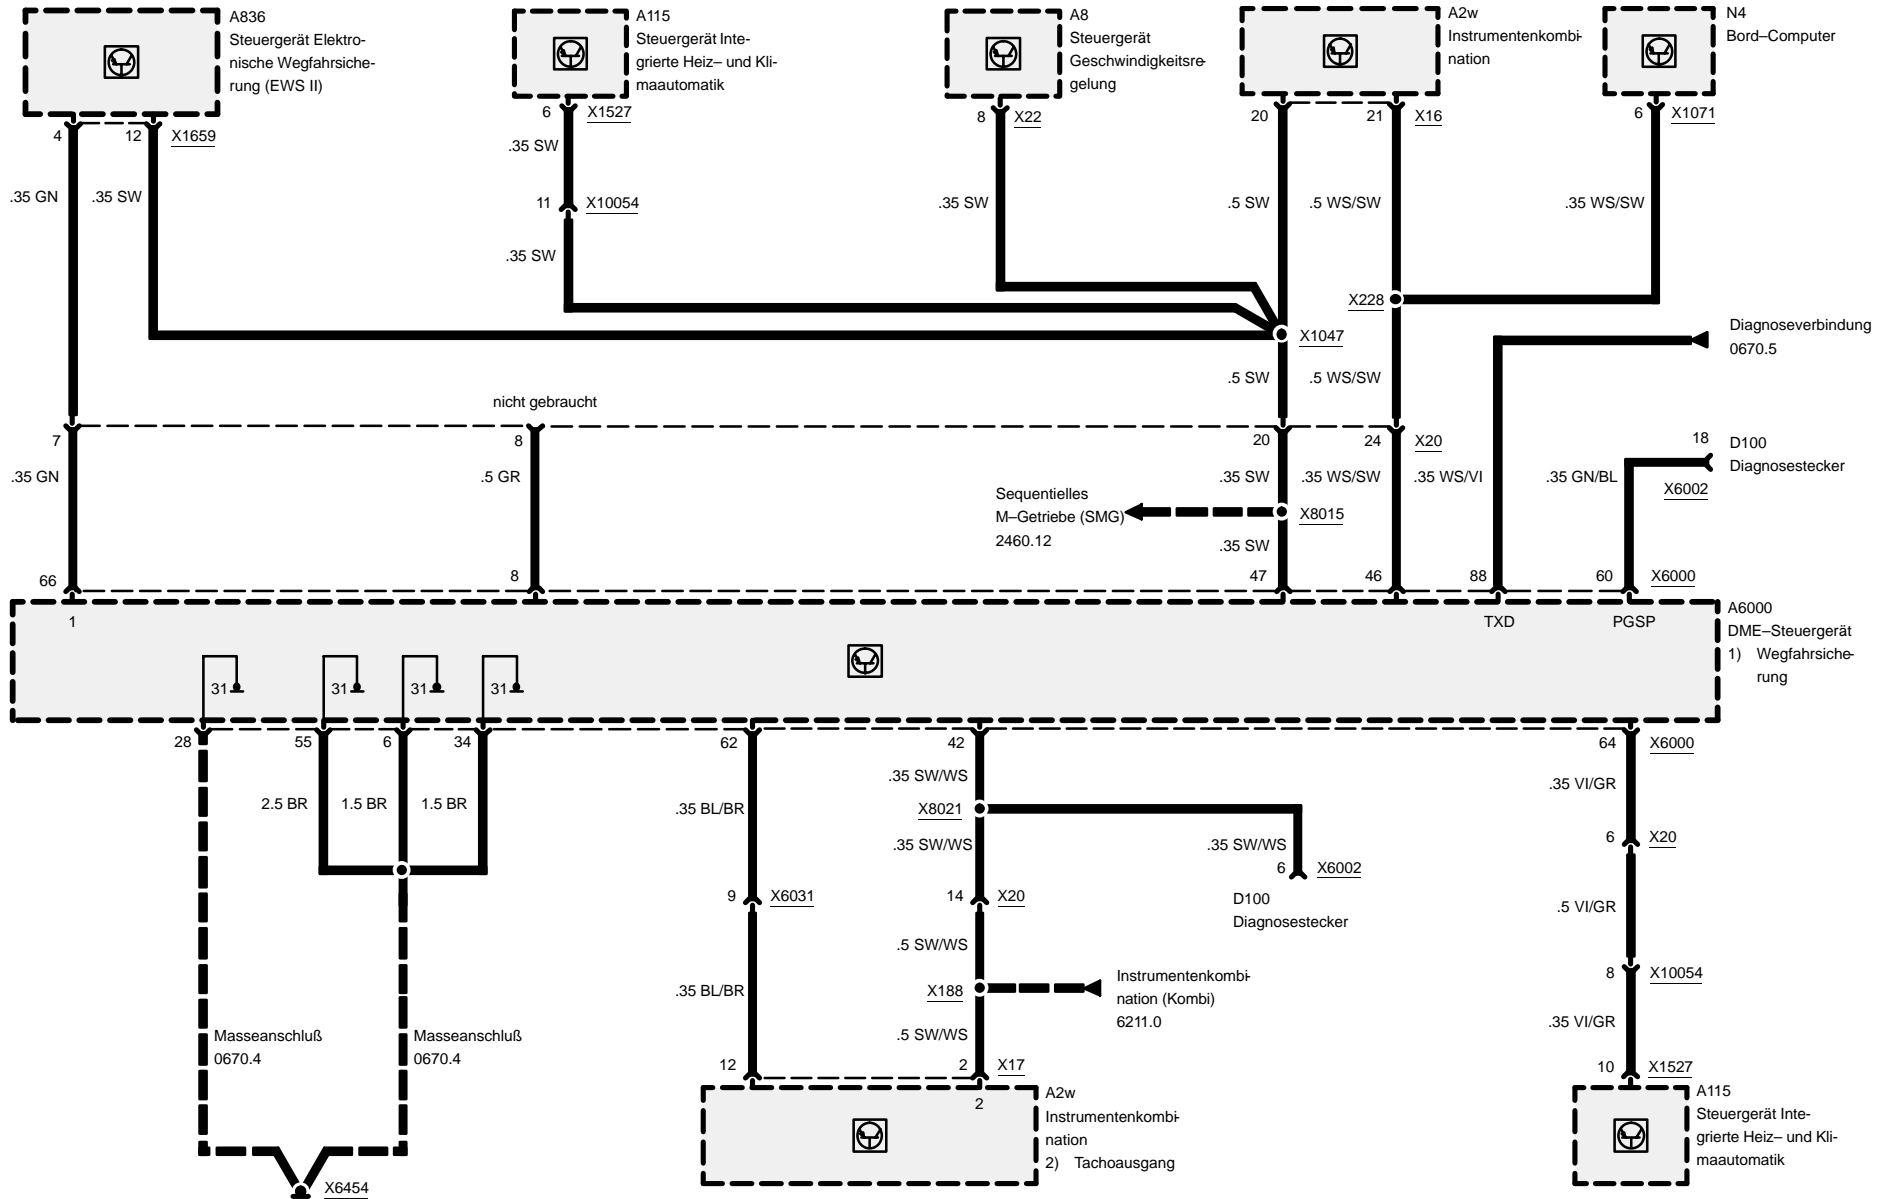 A836
Steuergerät Elektro-
nische Wegfahrsiche-
rung (EWS II)
A115
Steuergerät Inte-
grierte Heiz– und Kli-
maautomatik
A8
Steuergerät
Geschwindigkeitsre-
gelung
A2w
Instrumentenkombi-
nation
N4
Bord–Computer
4
12
X1659
6
X1527
8
X22
20
21
X16
6
X1071
.35 SW
.35 GN
.35 SW
11
X10054
.35 SW
.5 SW
.5 WS/SW
.35 WS/SW
.35 SW
X228
X1047
Diagnoseverbindung
0670.5
.5 SW
.5 WS/SW
nicht gebraucht
7
8
20
24
X20
18
D100
Diagnosestecker
X6002
.35 GN
.5 GR
.35 SW
.35 WS/SW
.35 WS/VI
.35 GN/BL
Sequentielles
M–Getriebe (SMG)
2460.12
X8015
.35 SW
66
8
47
46
88
60
X6000
1
TXD
PGSP
A6000
DME–Steuergerät
1) Wegfahrsiche-
rung
31
31
31
31
28
55
6
34
62
42
64
X6000
2.5 BR
1.5 BR
1.5 BR
.35 BL/BR
.35 SW/WS
X8021
.35 SW/WS
.35 SW/WS
6
X6002
D100
Diagnosestecker
.35 VI/GR
6
X20
9
X6031
14
X20
.5 VI/GR
.5 SW/WS
8
X10054
.35 BL/BR
X188
Instrumentenkombi-
nation (Kombi)
6211.0
.5 SW/WS
.35 VI/GR
Masseanschluß
0670.4
Masseanschluß
0670.4
12
2
X17
10
X1527
2
A2w
Instrumentenkombi-
nation
2) Tachoausgang
A115
Steuergerät Inte-
grierte Heiz– und Kli-
maautomatik
X6454